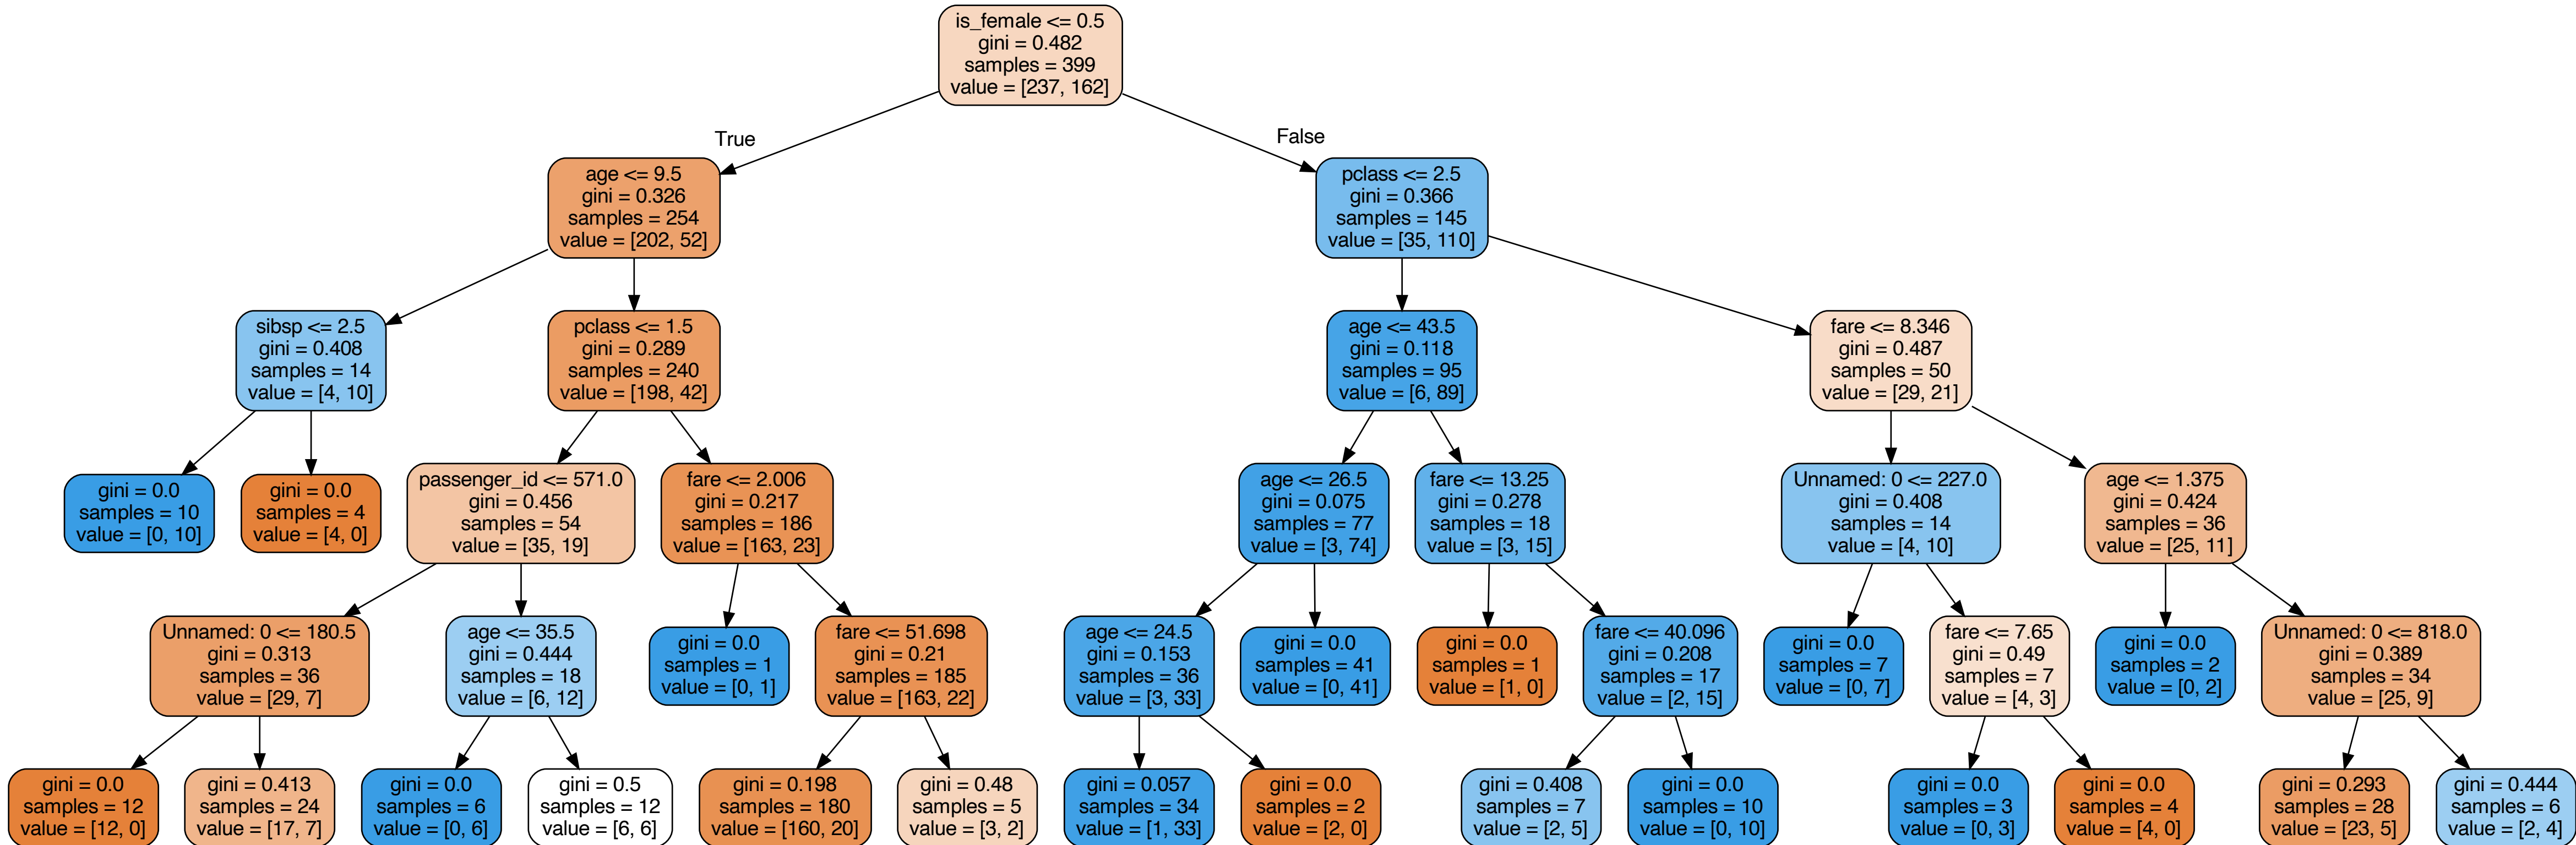 is_female <= 0.5
gini = 0.482
samples = 399
value = [237, 162]
True
False
age <= 9.5
gini = 0.326
samples = 254
value = [202, 52]
pclass <= 2.5
gini = 0.366
samples = 145
value = [35, 110]
sibsp <= 2.5
gini = 0.408
samples = 14
value = [4, 10]
pclass <= 1.5
gini = 0.289
samples = 240
value = [198, 42]
age <= 43.5
gini = 0.118
samples = 95
value = [6, 89]
fare <= 8.346
gini = 0.487
samples = 50
value = [29, 21]
gini = 0.0
samples = 10
value = [0, 10]
gini = 0.0
samples = 4
value = [4, 0]
passenger_id <= 571.0
gini = 0.456
samples = 54
value = [35, 19]
fare <= 2.006
gini = 0.217
samples = 186
value = [163, 23]
age <= 26.5
gini = 0.075
samples = 77
value = [3, 74]
fare <= 13.25
gini = 0.278
samples = 18
value = [3, 15]
Unnamed: 0 <= 227.0
gini = 0.408
samples = 14
value = [4, 10]
age <= 1.375
gini = 0.424
samples = 36
value = [25, 11]
Unnamed: 0 <= 180.5
gini = 0.313
samples = 36
value = [29, 7]
age <= 35.5
gini = 0.444
samples = 18
value = [6, 12]
gini = 0.0
samples = 1
value = [0, 1]
fare <= 51.698
gini = 0.21
samples = 185
value = [163, 22]
age <= 24.5
gini = 0.153
samples = 36
value = [3, 33]
gini = 0.0
samples = 41
value = [0, 41]
gini = 0.0
samples = 1
value = [1, 0]
fare <= 40.096
gini = 0.208
samples = 17
value = [2, 15]
gini = 0.0
samples = 7
value = [0, 7]
fare <= 7.65
gini = 0.49
samples = 7
value = [4, 3]
gini = 0.0
samples = 2
value = [0, 2]
Unnamed: 0 <= 818.0
gini = 0.389
samples = 34
value = [25, 9]
gini = 0.0
samples = 12
value = [12, 0]
gini = 0.413
samples = 24
value = [17, 7]
gini = 0.0
samples = 6
value = [0, 6]
gini = 0.5
samples = 12
value = [6, 6]
gini = 0.198
samples = 180
value = [160, 20]
gini = 0.48
samples = 5
value = [3, 2]
gini = 0.057
samples = 34
value = [1, 33]
gini = 0.0
samples = 2
value = [2, 0]
gini = 0.408
samples = 7
value = [2, 5]
gini = 0.0
samples = 10
value = [0, 10]
gini = 0.0
samples = 3
value = [0, 3]
gini = 0.0
samples = 4
value = [4, 0]
gini = 0.293
samples = 28
value = [23, 5]
gini = 0.444
samples = 6
value = [2, 4]